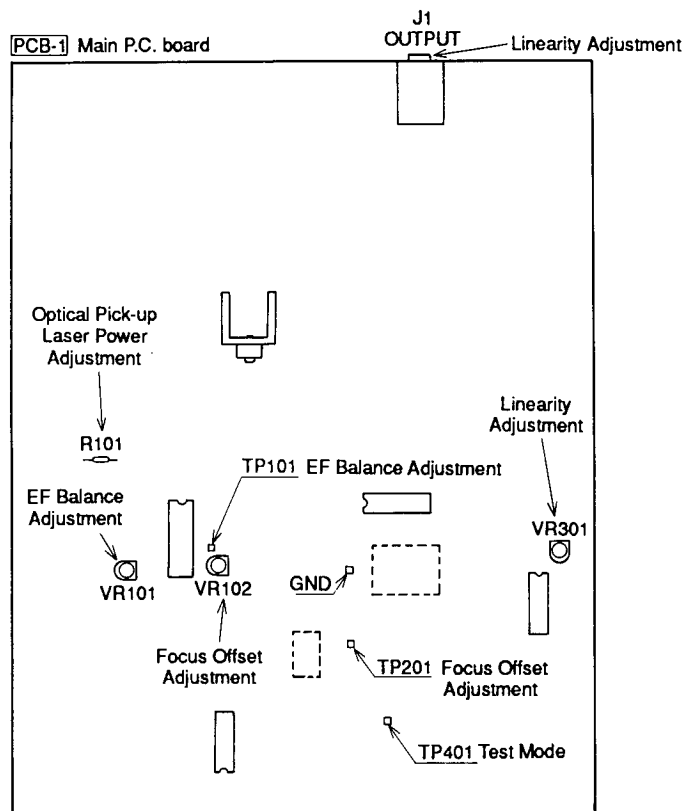 J1
OUTPUT
Linearity Adjustment
PCB-1 Main P.C. board
Optical Pick-up
Laser Power
Adjustment
R101
Linearity
Adjustment
TP101 EF Balance Adjustment
EF Balance
Adjustment
VR301
VR101
VR102
GND
Focus Offset
Adjustment
TP201 Focus Offset
Adjustment
TP401 Test Mode